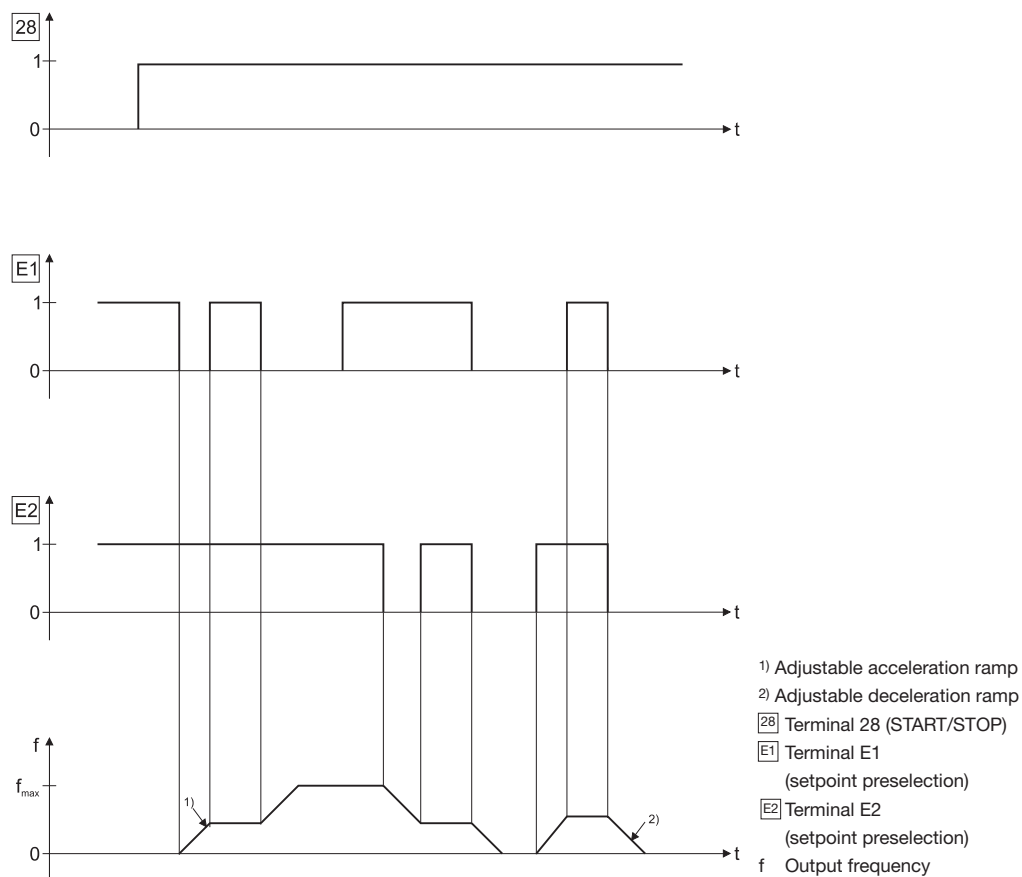 28
1
0
t
E1
1
0
t
E2
1
0
t
f
fmax
1)
2)
0
t
1) Adjustable acceleration ramp
2) Adjustable deceleration ramp
28 Terminal 28 (START/STOP)
E1 Terminal E1
(setpoint preselection)
E2 Terminal E2
(setpoint preselection)
f Output frequency